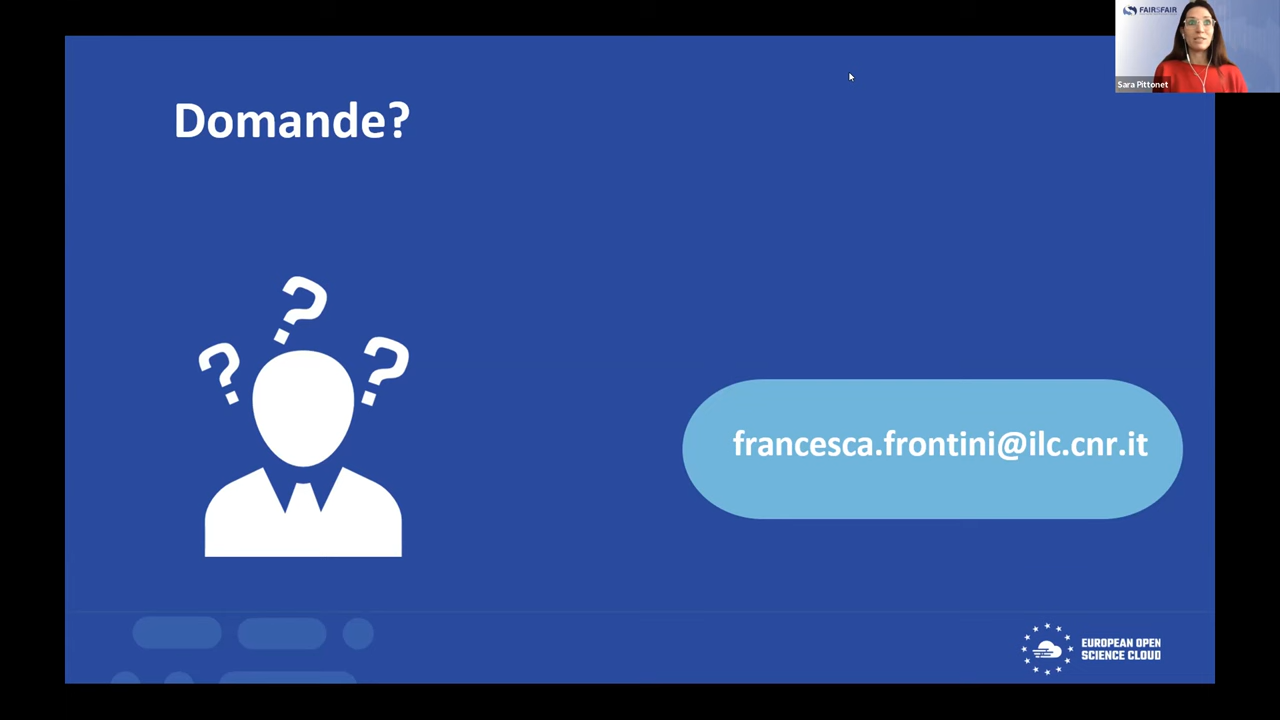 FAIRSFAIR
Sara Pittonet
Domande?
? ? ?
francesca.frontini@ilc.cnr.it
EUROPEAN OPEN
SCIENCE CLOUD